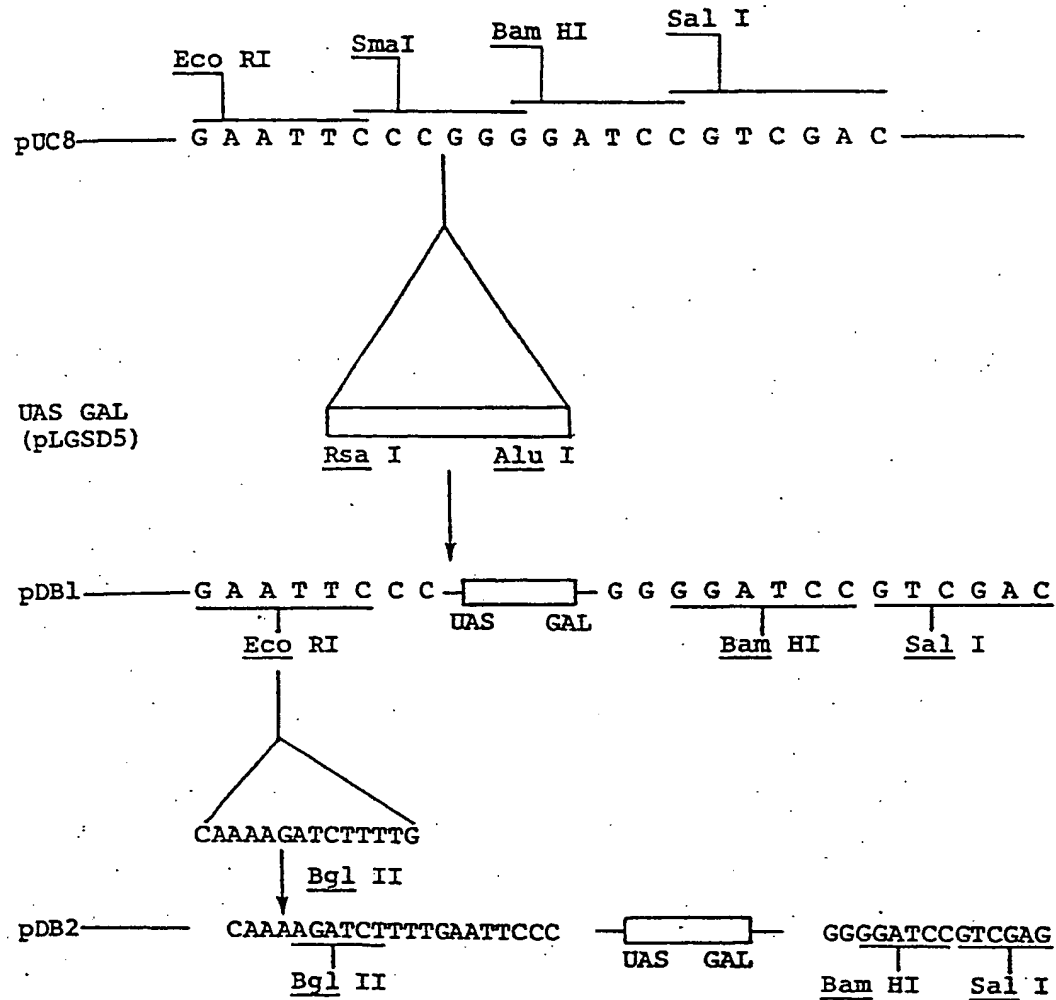 Eco RI
SmaI
Bam HI
Sal I
pUC8 G A A T T C C C G G G G A T C C G T C G A C
UAS GAL
(pLGSD5)
Rsa I
Alu I
pDB1 G A A T T C C C G G G G A T C C G T C G A C
UAS GAL
Eco RI
Bam HI
Sal I
CAAAAGATCTTTTG
Bgl II
pDB2 CAAAAGATCTTTTGAATTCCC GGGGATCCGTCGAG
UAS GAL
Bgl II
Bam HI
Sal I